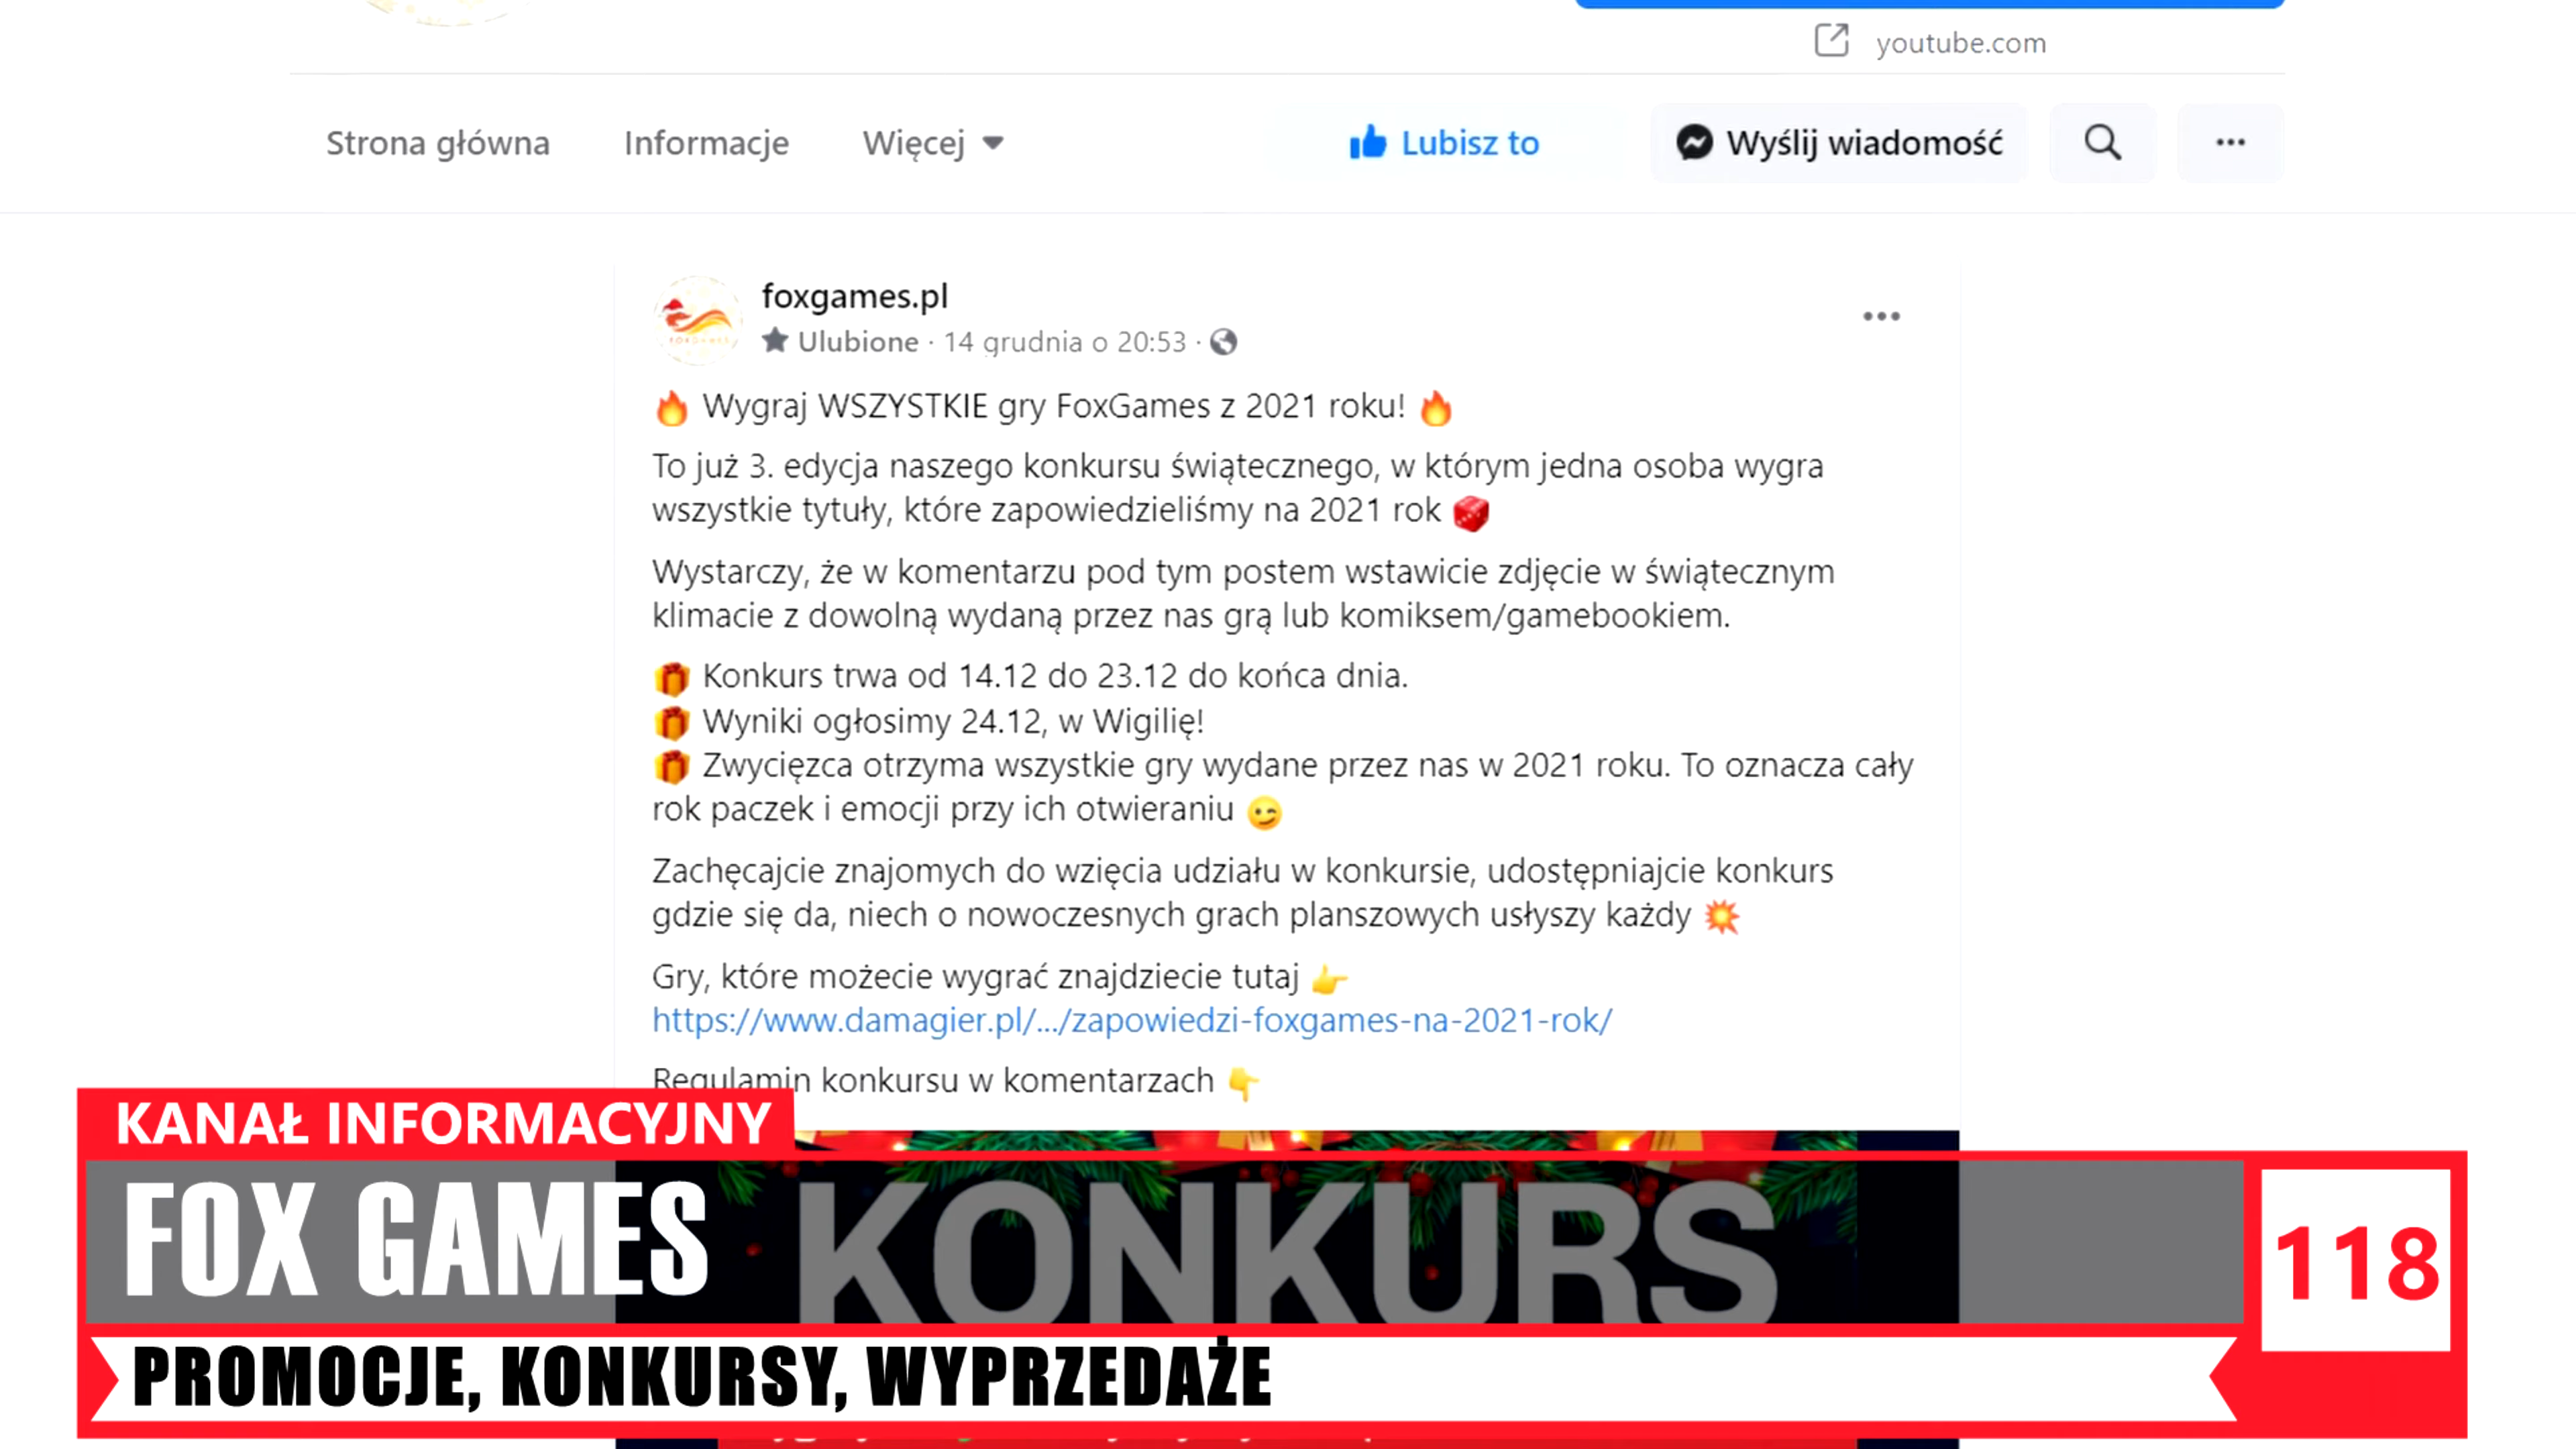 youtube.com
Strona główna
Informacje
Więcej
Lubisz to
Wyślij wiadomość
foxgames.pl
Ulubione · 14 grudnia o 20:53 ·
🔥 Wygraj WSZYSTKIE gry FoxGames z 2021 roku! 🔥
To już 3. edycja naszego konkursu świątecznego, w którym jedna osoba wygra
wszystkie tytuły, które zapowiedzieliśmy na 2021 rok 🎲
Wystarczy, że w komentarzu pod tym postem wstawicie zdjęcie w świątecznym
klimacie z dowolną wydaną przez nas grą lub komiksem/gamebookiem.
🎁 Konkurs trwa od 14.12 do 23.12 do końca dnia.
🎁 Wyniki ogłosimy 24.12, w Wigilię!
🎁 Zwycięzca otrzyma wszystkie gry wydane przez nas w 2021 roku. To oznacza cały
rok paczek i emocji przy ich otwieraniu 😉
Zachęcajcie znajomych do wzięcia udziału w konkursie, udostępniajcie konkurs
gdzie się da, niech o nowoczesnych grach planszowych usłyszy każdy 💥
Gry, które możecie wygrać znajdziecie tutaj 👉
https://www.damagier.pl/.../zapowiedzi-foxgames-na-2021-rok/
Regulamin konkursu w komentarzach 👇
KANAŁ INFORMACYJNY
FOX GAMES
KONKURS
118
PROMOCJE, KONKURSY, WYPRZEDAŻE